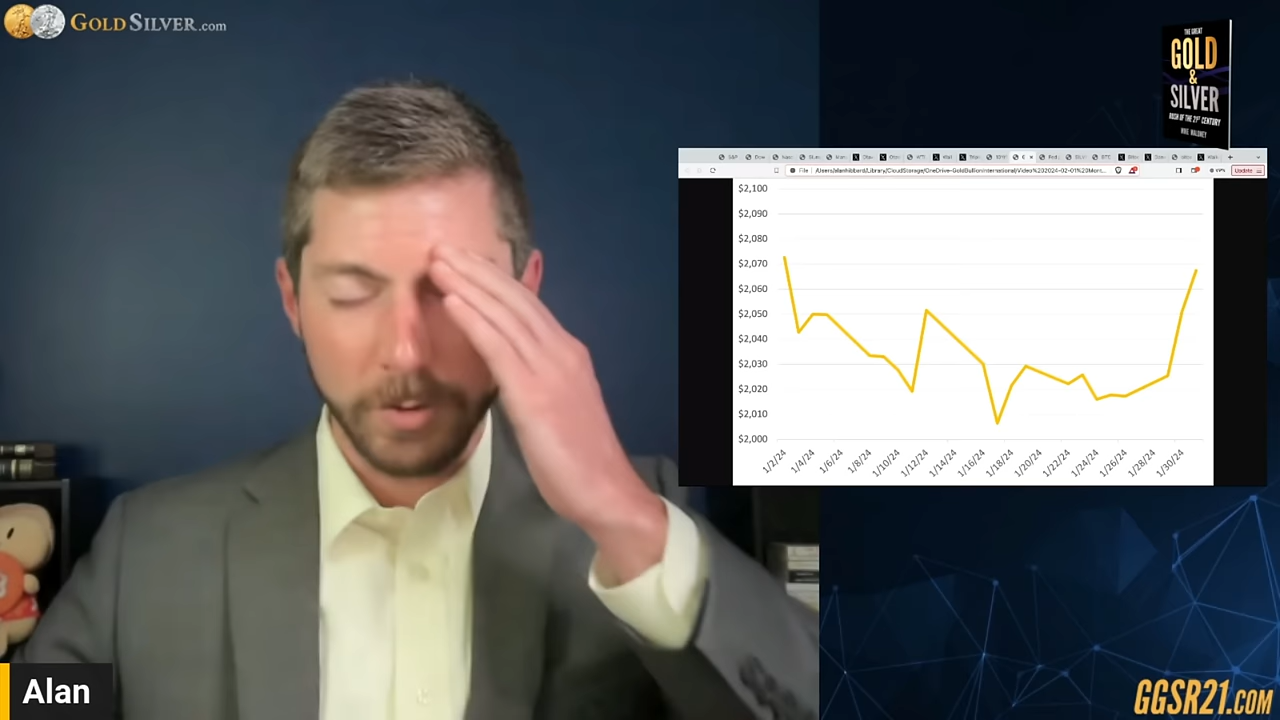 GOLDSILVER.com
THE GREAT
GOLD
&
SILVER
RUSH OF THE 21ST CENTURY
MIKE MALONEY
File
VPN
Update
$2,100
$2,090
$2,080
$2,070
$2,060
$2,050
$2,040
$2,030
$2,020
$2,010
$2,000
1/2/24
1/4/24
1/6/24
1/8/24
1/10/24
1/12/24
1/14/24
1/16/24
1/18/24
1/20/24
1/22/24
1/24/24
1/26/24
1/28/24
1/30/24
Alan
GGSR21.COM